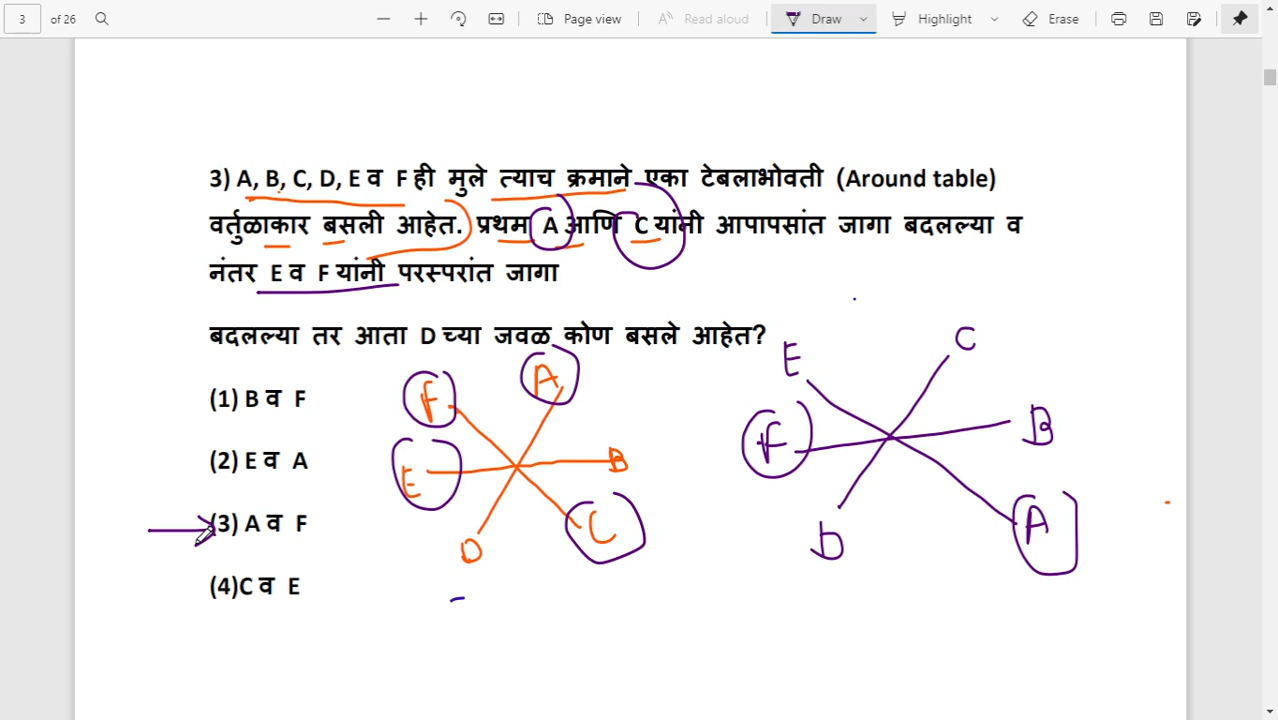 3 of 26 Page view Read aloud Draw Highlight Erase
3) A, B, C, D, E व F ही मुले त्याच क्रमाने एका टेबलाभोवती (Around table)
वर्तुळाकार बसली आहेत. प्रथम A आणि C यांनी आपापसांत जागा बदलल्या व
नंतर E व F यांनी परस्परांत जागा
बदलल्या तर आता D च्या जवळ कोण बसले आहेत?
(1) B व F
(2) E व A
(3) A व F
(4)C व E
F A
E B
D C
E C
F B
D A